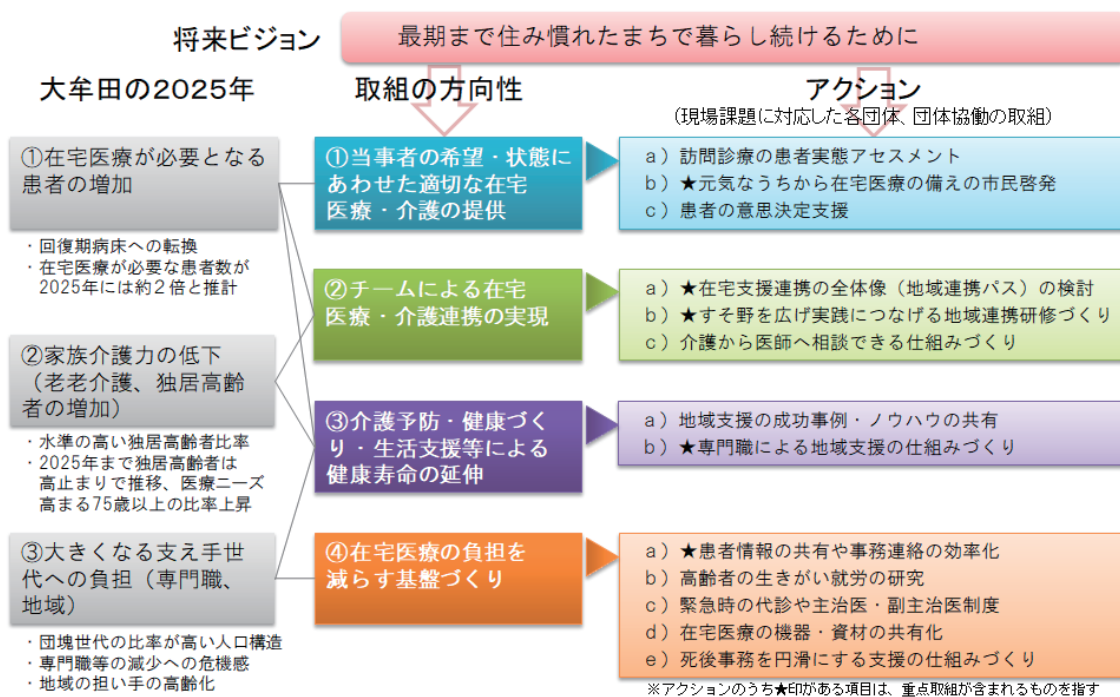 将来ビジョン
最期まで住み慣れたまちで暮らし続けるために
大牟田の2025年
取組の方向性
アクション
(現場課題に対応した各団体、団体協働の取組)
①在宅医療が必要となる
患者の増加
・回復期病床への転換
・在宅医療が必要な患者数が
2025年には約2倍と推計
②家族介護力の低下
(老老介護、独居高齢
者の増加)
・水準の高い独居高齢者比率
・2025年まで独居高齢者は
高止まりで推移、医療ニーズ
高まる75歳以上の比率上昇
③大きくなる支え手世
代への負担(専門職、
地域)
・団塊世代の比率が高い人口構造
・専門職等の減少への危機感
・地域の担い手の高齢化
①当事者の希望・状態に
あわせた適切な在宅
医療・介護の提供
a)訪問診療の患者実態アセスメント
b)★元気なうちから在宅医療の備えの市民啓発
c)患者の意思決定支援
②チームによる在宅
医療・介護連携の実現
a)★在宅支援連携の全体像(地域連携パス)の検討
b)★すそ野を広げ実践につなげる地域連携研修づくり
c)介護から医師へ相談できる仕組みづくり
③介護予防・健康づく
り・生活支援等による
健康寿命の延伸
a)地域支援の成功事例・ノウハウの共有
b)★専門職による地域支援の仕組みづくり
④在宅医療の負担を
減らす基盤づくり
a)★患者情報の共有や事務連絡の効率化
b)高齢者の生きがい就労の研究
c)緊急時の代診や主治医・副主治医制度
d)在宅医療の機器・資材の共有化
e)死後事務を円滑にする支援の仕組みづくり
※アクションのうち★印がある項目は、重点取組が含まれるものを指す